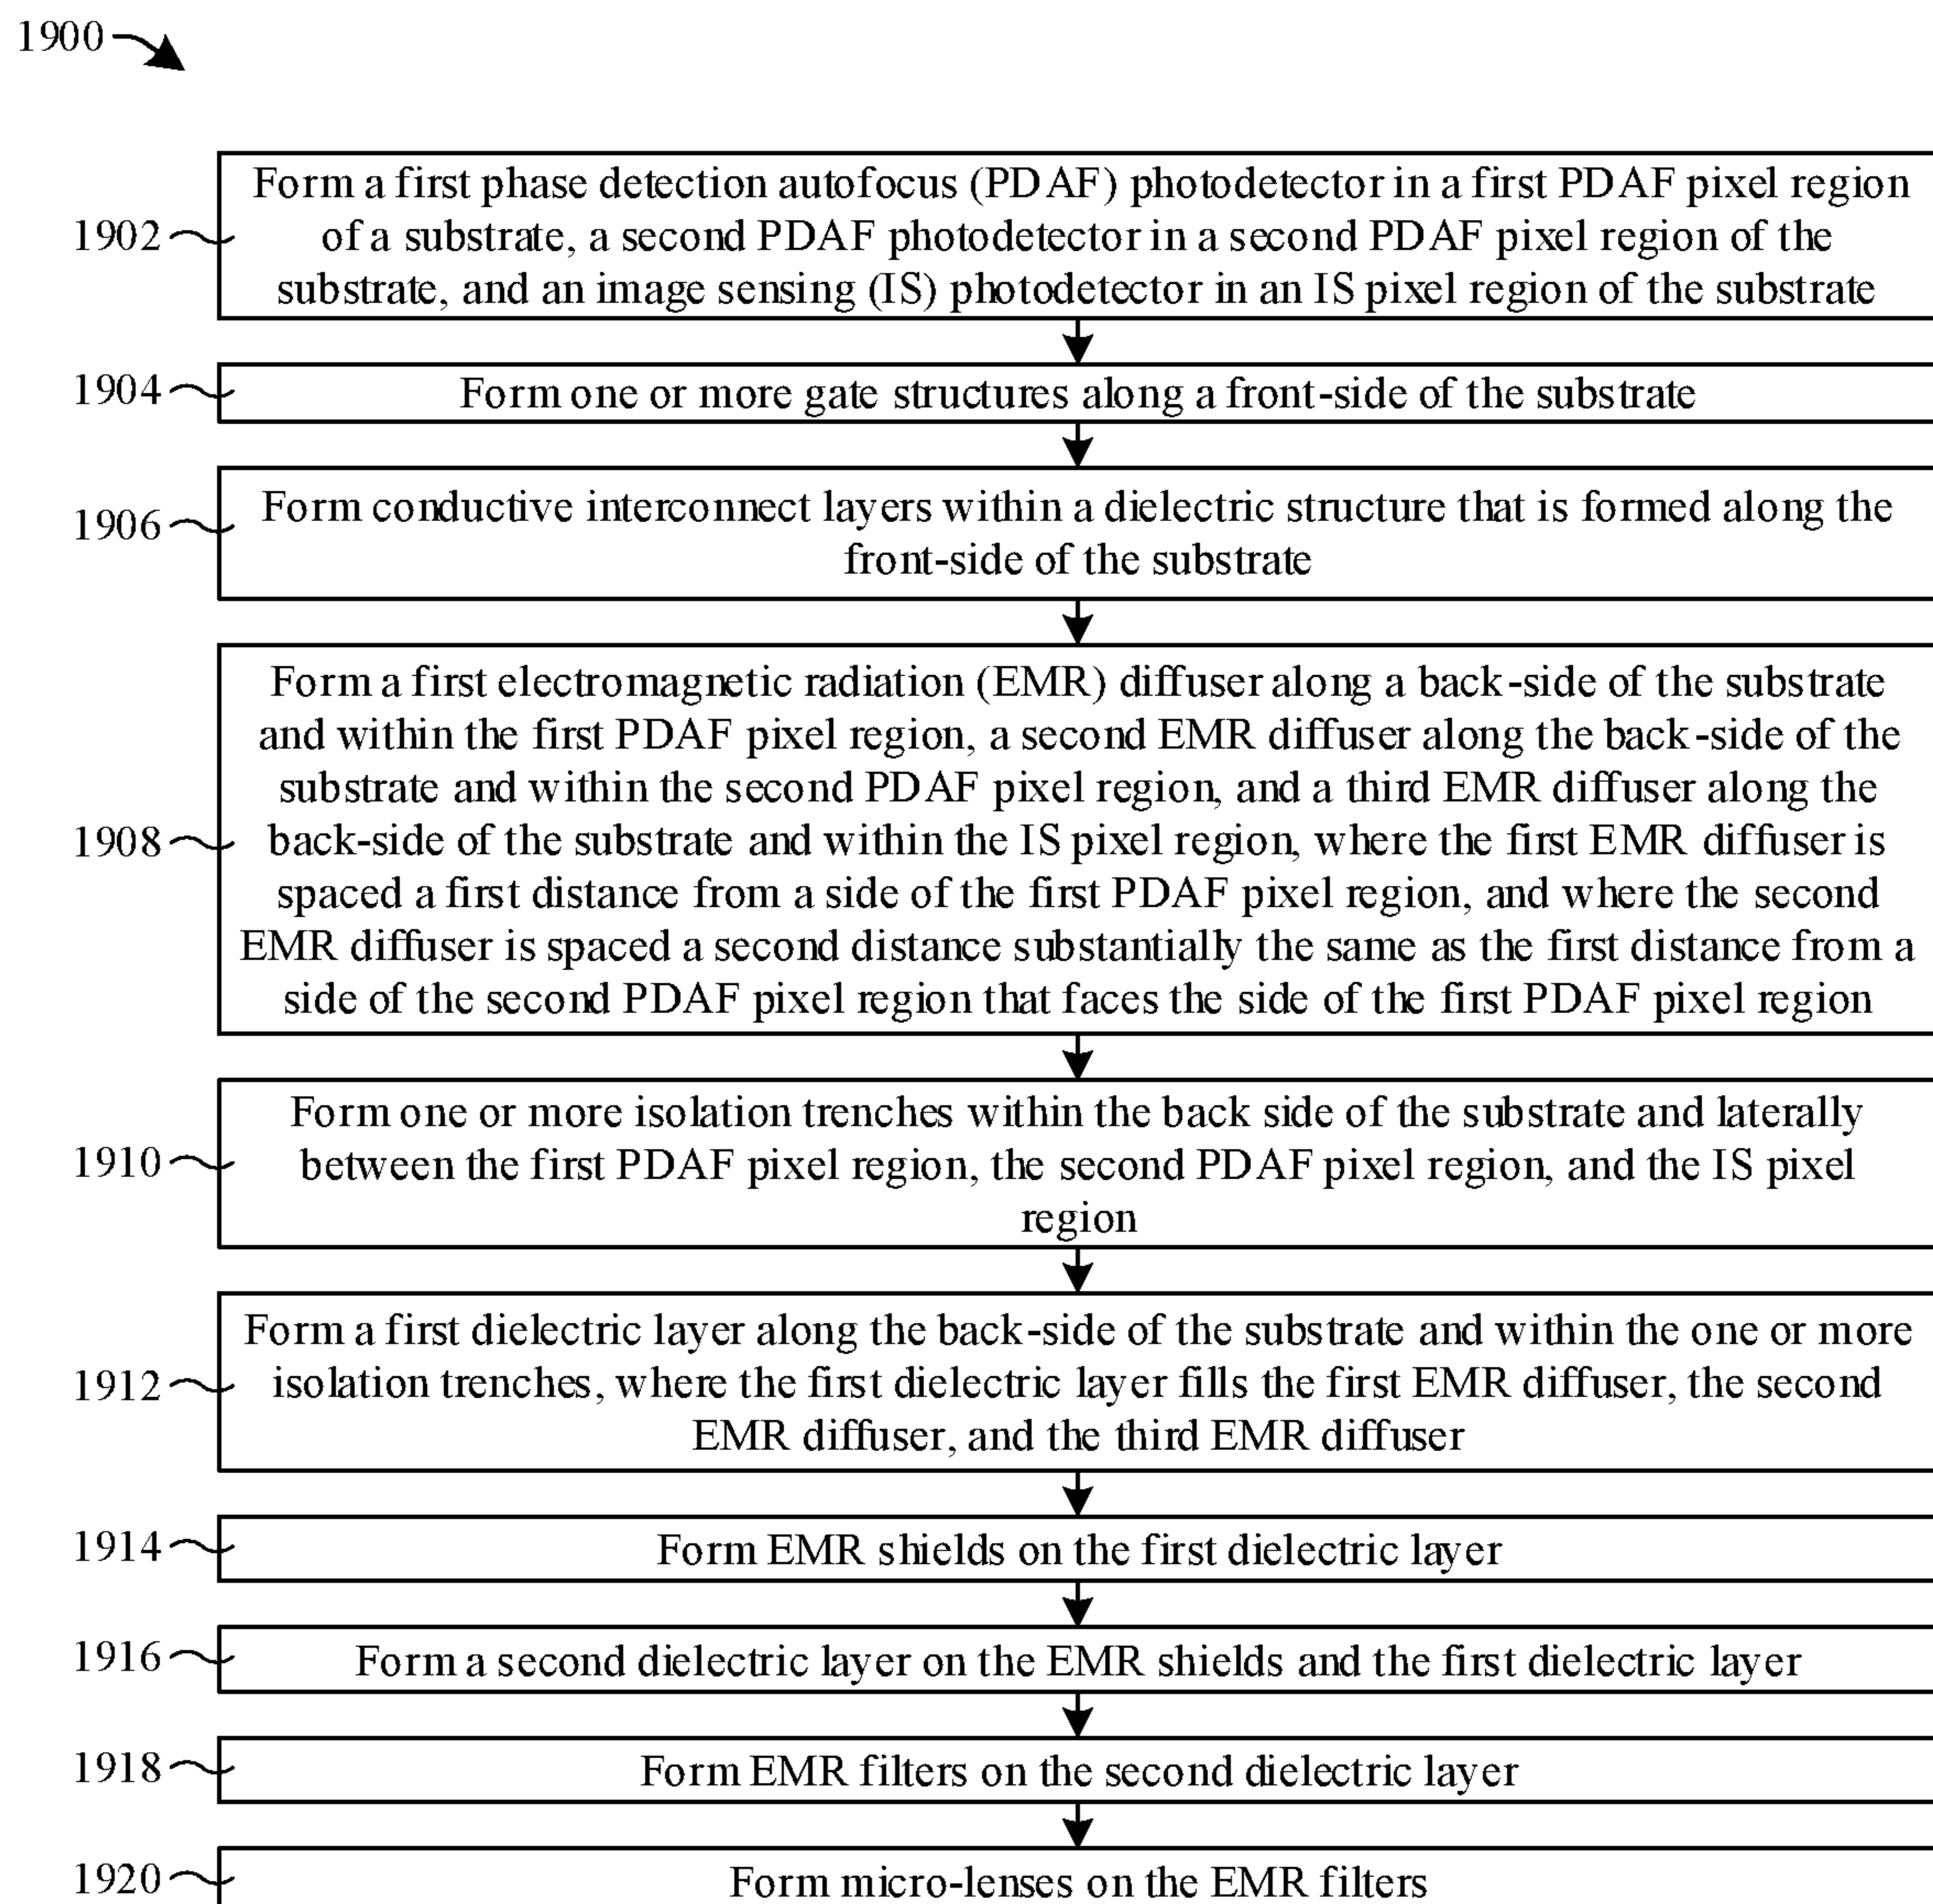 1900
1902
Form a first phase detection autofocus (PDAF) photodetector in a first PDAF pixel region
of a substrate, a second PDAF photodetector in a second PDAF pixel region of the
substrate, and an image sensing (IS) photodetector in an IS pixel region of the substrate
1904
Form one or more gate structures along a front-side of the substrate
1906
Form conductive interconnect layers within a dielectric structure that is formed along the
front-side of the substrate
1908
Form a first electromagnetic radiation (EMR) diffuser along a back-side of the substrate
and within the first PDAF pixel region, a second EMR diffuser along the back-side of the
substrate and within the second PDAF pixel region, and a third EMR diffuser along the
back-side of the substrate and within the IS pixel region, where the first EMR diffuser is
spaced a first distance from a side of the first PDAF pixel region, and where the second
EMR diffuser is spaced a second distance substantially the same as the first distance from a
side of the second PDAF pixel region that faces the side of the first PDAF pixel region
1910
Form one or more isolation trenches within the back side of the substrate and laterally
between the first PDAF pixel region, the second PDAF pixel region, and the IS pixel
region
1912
Form a first dielectric layer along the back-side of the substrate and within the one or more
isolation trenches, where the first dielectric layer fills the first EMR diffuser, the second
EMR diffuser, and the third EMR diffuser
1914
Form EMR shields on the first dielectric layer
1916
Form a second dielectric layer on the EMR shields and the first dielectric layer
1918
Form EMR filters on the second dielectric layer
1920
Form micro-lenses on the EMR filters